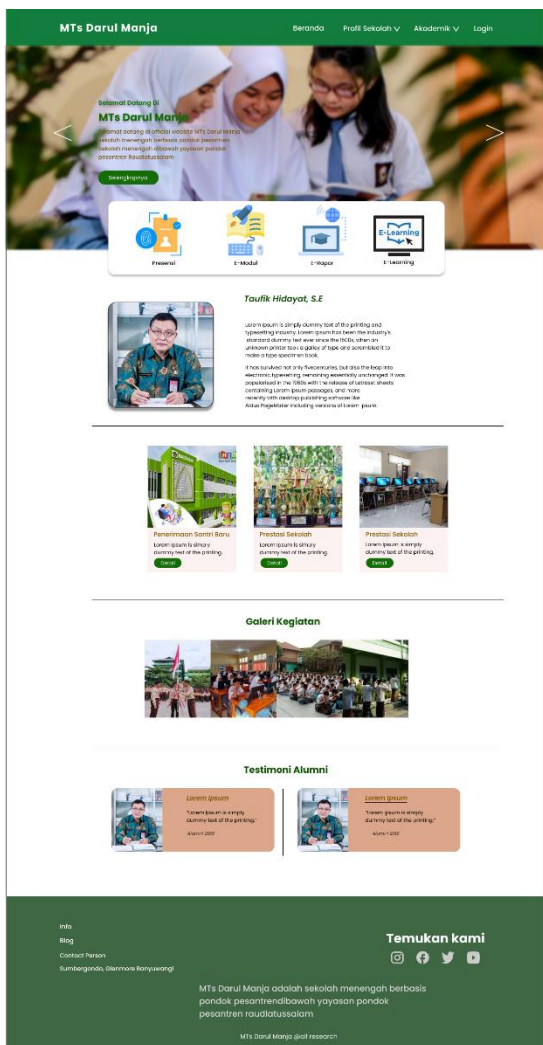 MTs Darul Manja
Beranda Profil Sekolah Akademik Login
Selamat Datang Di
MTs Darul Manja
Selamat datang di official website MTs Darul Manja
sekolah menengah berbasis pondok pesantren
sekolah menengah dibawah yayasan pondok
pesantren Raudlatussalam
Selengkapnya
E-Learning
Presensi E-Modul E-Rapor E-Learning
Taufik Hidayat, S.E
Lorem Ipsum is simply dummy text of the printing and
typesetting industry. Lorem Ipsum has been the industry's
standard dummy text ever since the 1500s, when an
unknown printer took a galley of type and scrambled it to
make a type specimen book.
It has survived not only fivecenturies, but also the leap into
electronic typesetting, remaining essentially unchanged. It was
popularised in the 1960s with the release of Letraset sheets
containing Lorem Ipsum passages, and more
recently with desktop publishing software like
Aldus PageMaker including versions of Lorem Ipsum.
Penerimaan Santri Baru
Lorem Ipsum is simply
dummy text of the printing.
Detail
Prestasi Sekolah
Lorem Ipsum is simply
dummy text of the printing.
Detail
Prestasi Sekolah
Lorem Ipsum is simply
dummy text of the printing.
Detail
Galeri Kegiatan
Testimoni Alumni
Lorem Ipsum
"Lorem Ipsum is simply
dummy text of the printing."
Lorem Ipsum
"Lorem Ipsum is simply
dummy text of the printing."
Info
Blog
Contact Person
Sumbergondo, Glenmore Banyuwangi
Temukan kami
MTs Darul Manja adalah sekolah menengah berbasis
pondok pesantrendibawah yayasan pondok
pesantren raudlatussalam
MTs Darul Manja @all research